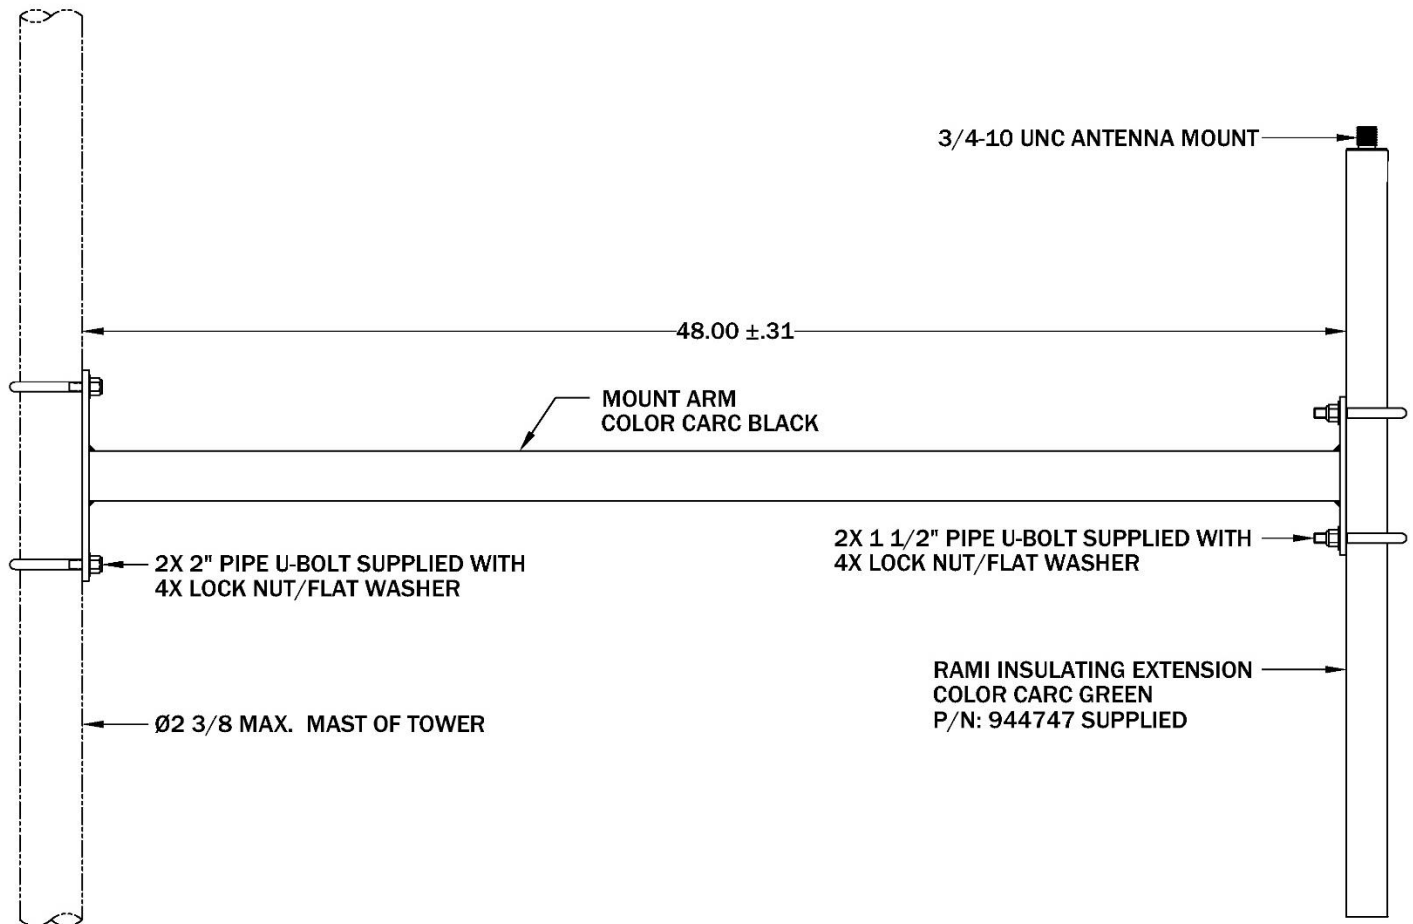 3/4-10 UNC ANTENNA MOUNT
48.00 ±.31
MOUNT ARM
COLOR CARC BLACK
2X 2" PIPE U-BOLT SUPPLIED WITH
4X LOCK NUT/FLAT WASHER
2X 1 1/2" PIPE U-BOLT SUPPLIED WITH
4X LOCK NUT/FLAT WASHER
RAMI INSULATING EXTENSION
COLOR CARC GREEN
P/N: 944747 SUPPLIED
Ø2 3/8 MAX. MAST OF TOWER